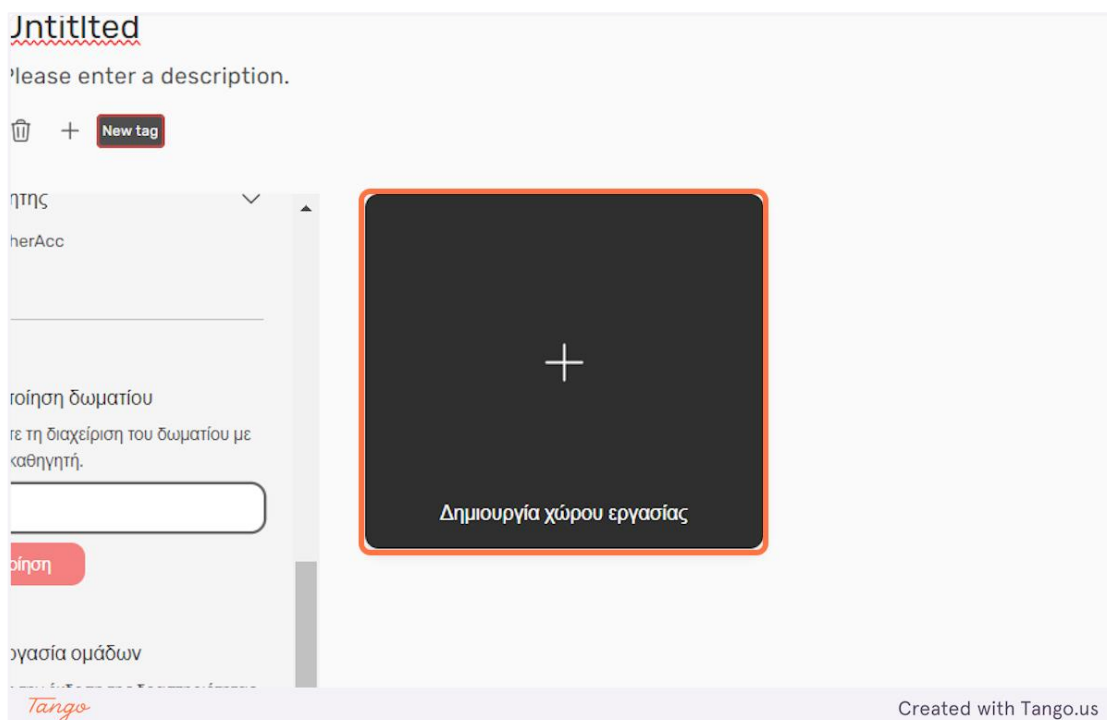 Untitlted
Please enter a description.
New tag
ητης
herAcc
τοίηση δωματίου
τε τη διαχείριση του δωματίου με
καθηγητή.
οίηση
ργασία ομάδων
Δημιουργία χώρου εργασίας
Tango
Created with Tango.us